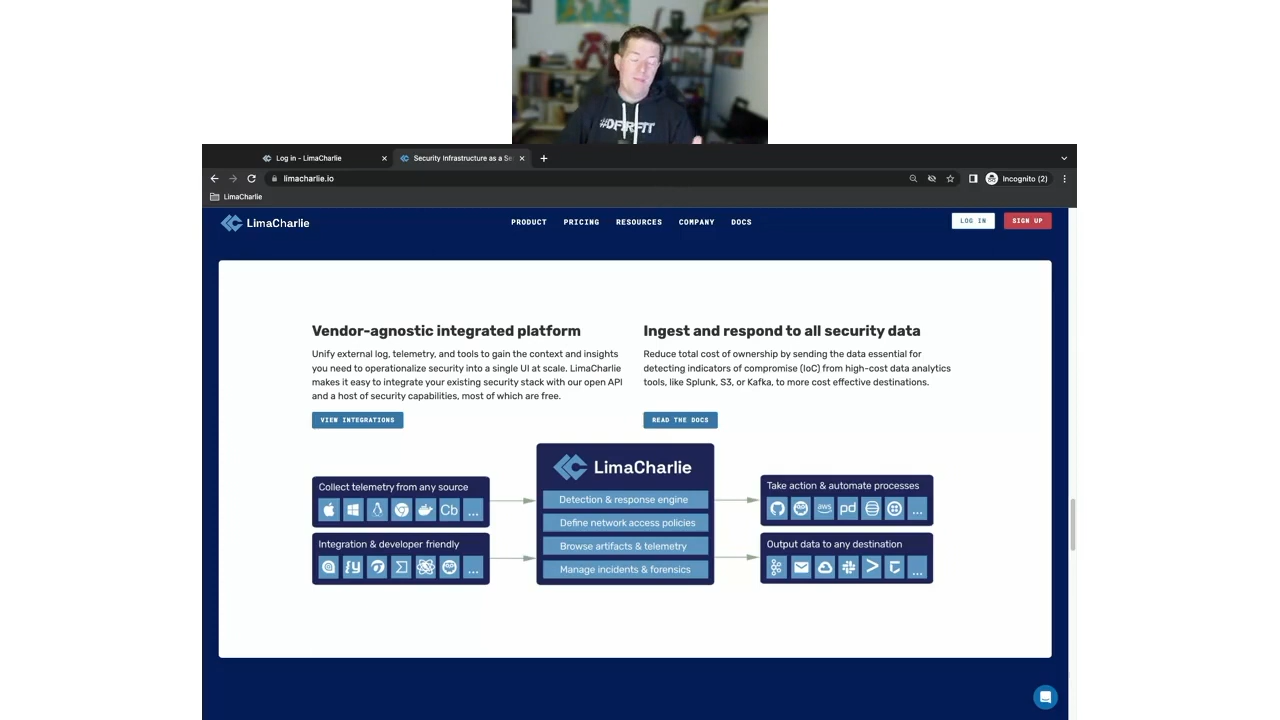 #DFIRFIT
Log in - LimaCharlie
Security Infrastructure as a Se
limacharlie.io
Incognito (2)
LimaCharlie
LimaCharlie
PRODUCT
PRICING
RESOURCES
COMPANY
DOCS
LOG IN
SIGN UP
Vendor-agnostic integrated platform
Unify external log, telemetry, and tools to gain the context and insights
you need to operationalize security into a single UI at scale. LimaCharlie
makes it easy to integrate your existing security stack with our open API
and a host of security capabilities, most of which are free.
VIEW INTEGRATIONS
Ingest and respond to all security data
Reduce total cost of ownership by sending the data essential for
detecting indicators of compromise (IoC) from high-cost data analytics
tools, like Splunk, S3, or Kafka, to more cost effective destinations.
READ THE DOCS
Collect telemetry from any source
Cb
...
Integration & developer friendly
{y
...
LimaCharlie
Detection & response engine
Define network access policies
Browse artifacts & telemetry
Manage incidents & forensics
Take action & automate processes
aws
pd
...
Output data to any destination
...